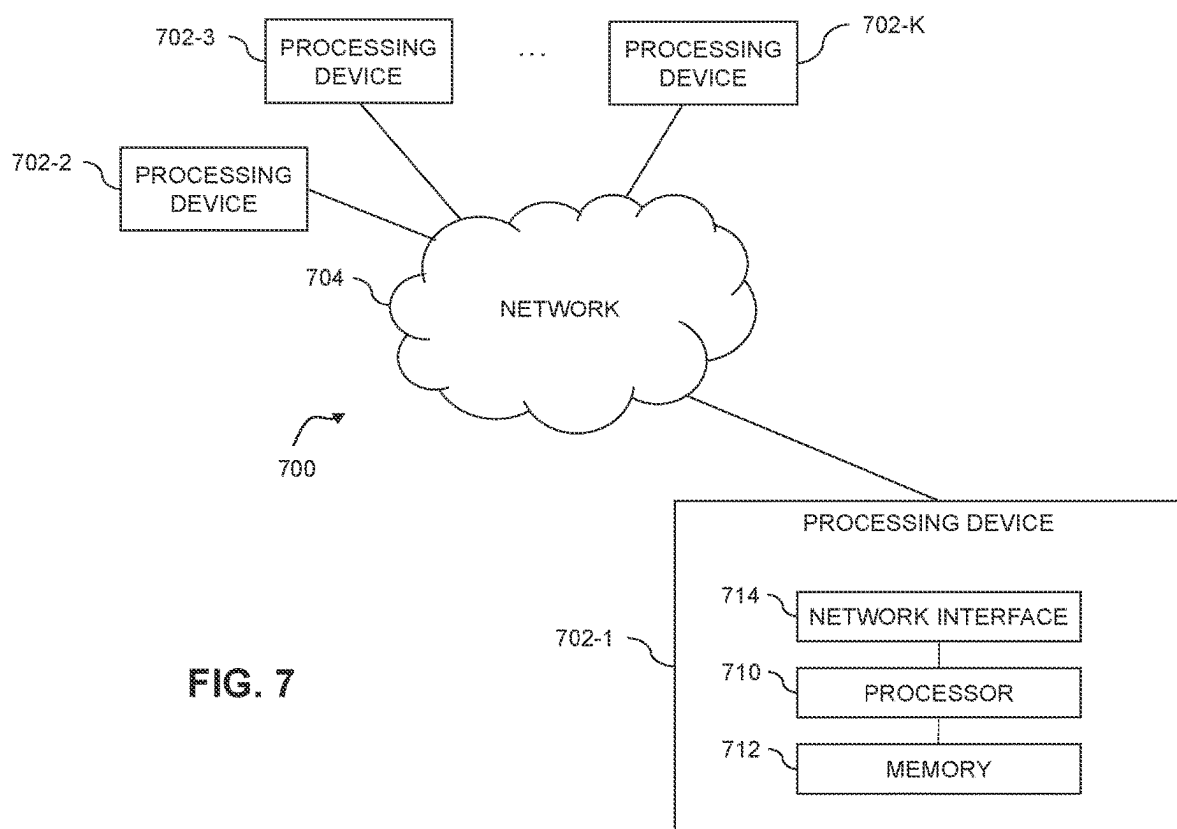 702-3
PROCESSING
DEVICE
...
PROCESSING
DEVICE
702-K
702-2
PROCESSING
DEVICE
704
NETWORK
700
PROCESSING DEVICE
714
NETWORK INTERFACE
702-1
710
PROCESSOR
712
MEMORY
FIG. 7